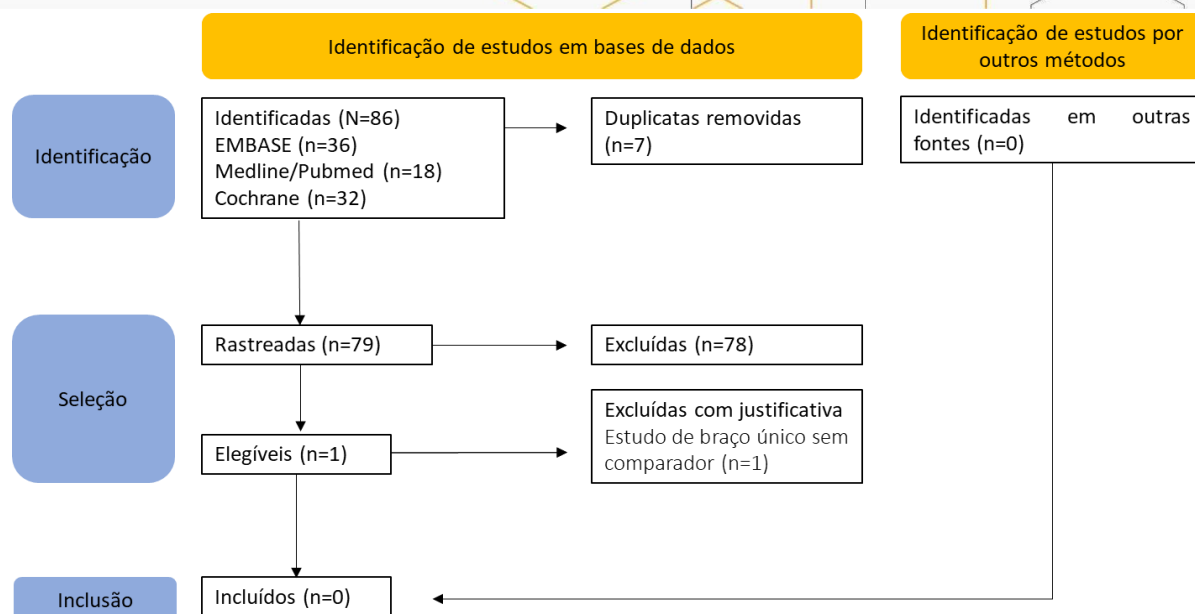 Identificação de estudos em bases de dados
Identificação de estudos por
outros métodos
Identificação
Identificadas (N=86)
EMBASE (n=36)
Medline/Pubmed (n=18)
Cochrane (n=32)
Duplicatas removidas
(n=7)
Identificadas em outras
fontes (n=0)
Seleção
Rastreadas (n=79)
Excluídas (n=78)
Elegíveis (n=1)
Excluídas com justificativa
Estudo de braço único sem
comparador (n=1)
Inclusão
Incluídos (n=0)